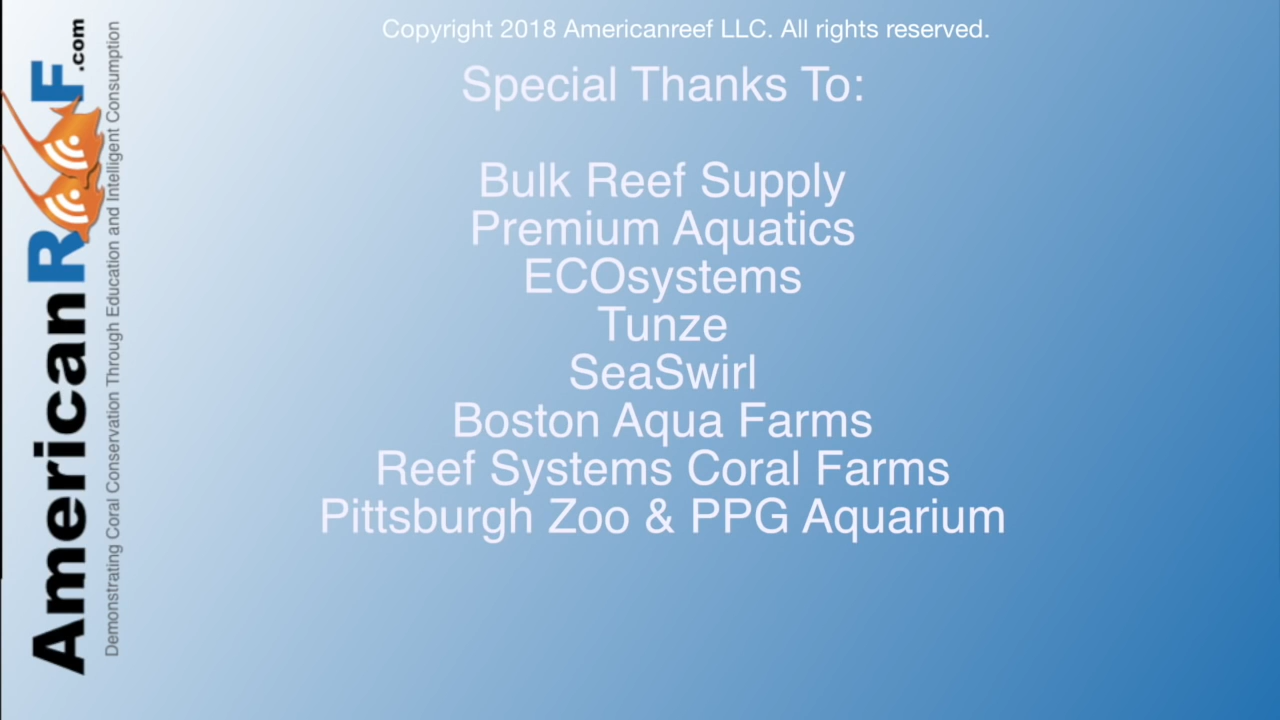 Copyright 2018 Americanreef LLC. All rights reserved.
Special Thanks To:
Bulk Reef Supply
Premium Aquatics
ECOsystems
Tunze
SeaSwirl
Boston Aqua Farms
Reef Systems Coral Farms
Pittsburgh Zoo & PPG Aquarium
AmericanREEF.com
Demonstrating Coral Conservation Through Education and Intelligent Consumption